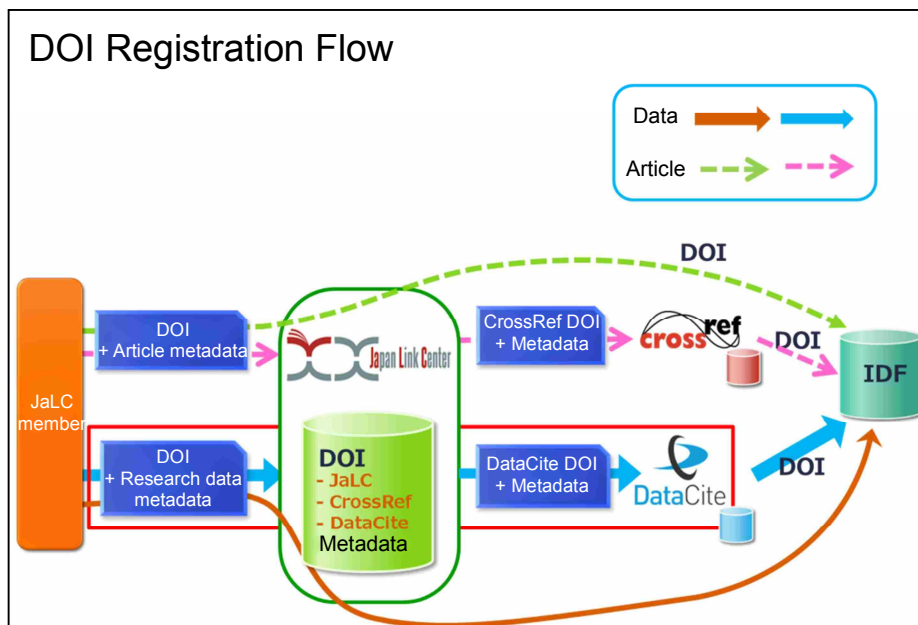 DOI Registration Flow
Data
Article
DOI
DOI
+ Article metadata
Japan Link Center
CrossRef DOI
+ Metadata
crossref
DOI
IDF
JaLC
member
DOI
+ Research data
metadata
DOI
- JaLC
- CrossRef
- DataCite
Metadata
DataCite DOI
+ Metadata
DataCite
DOI